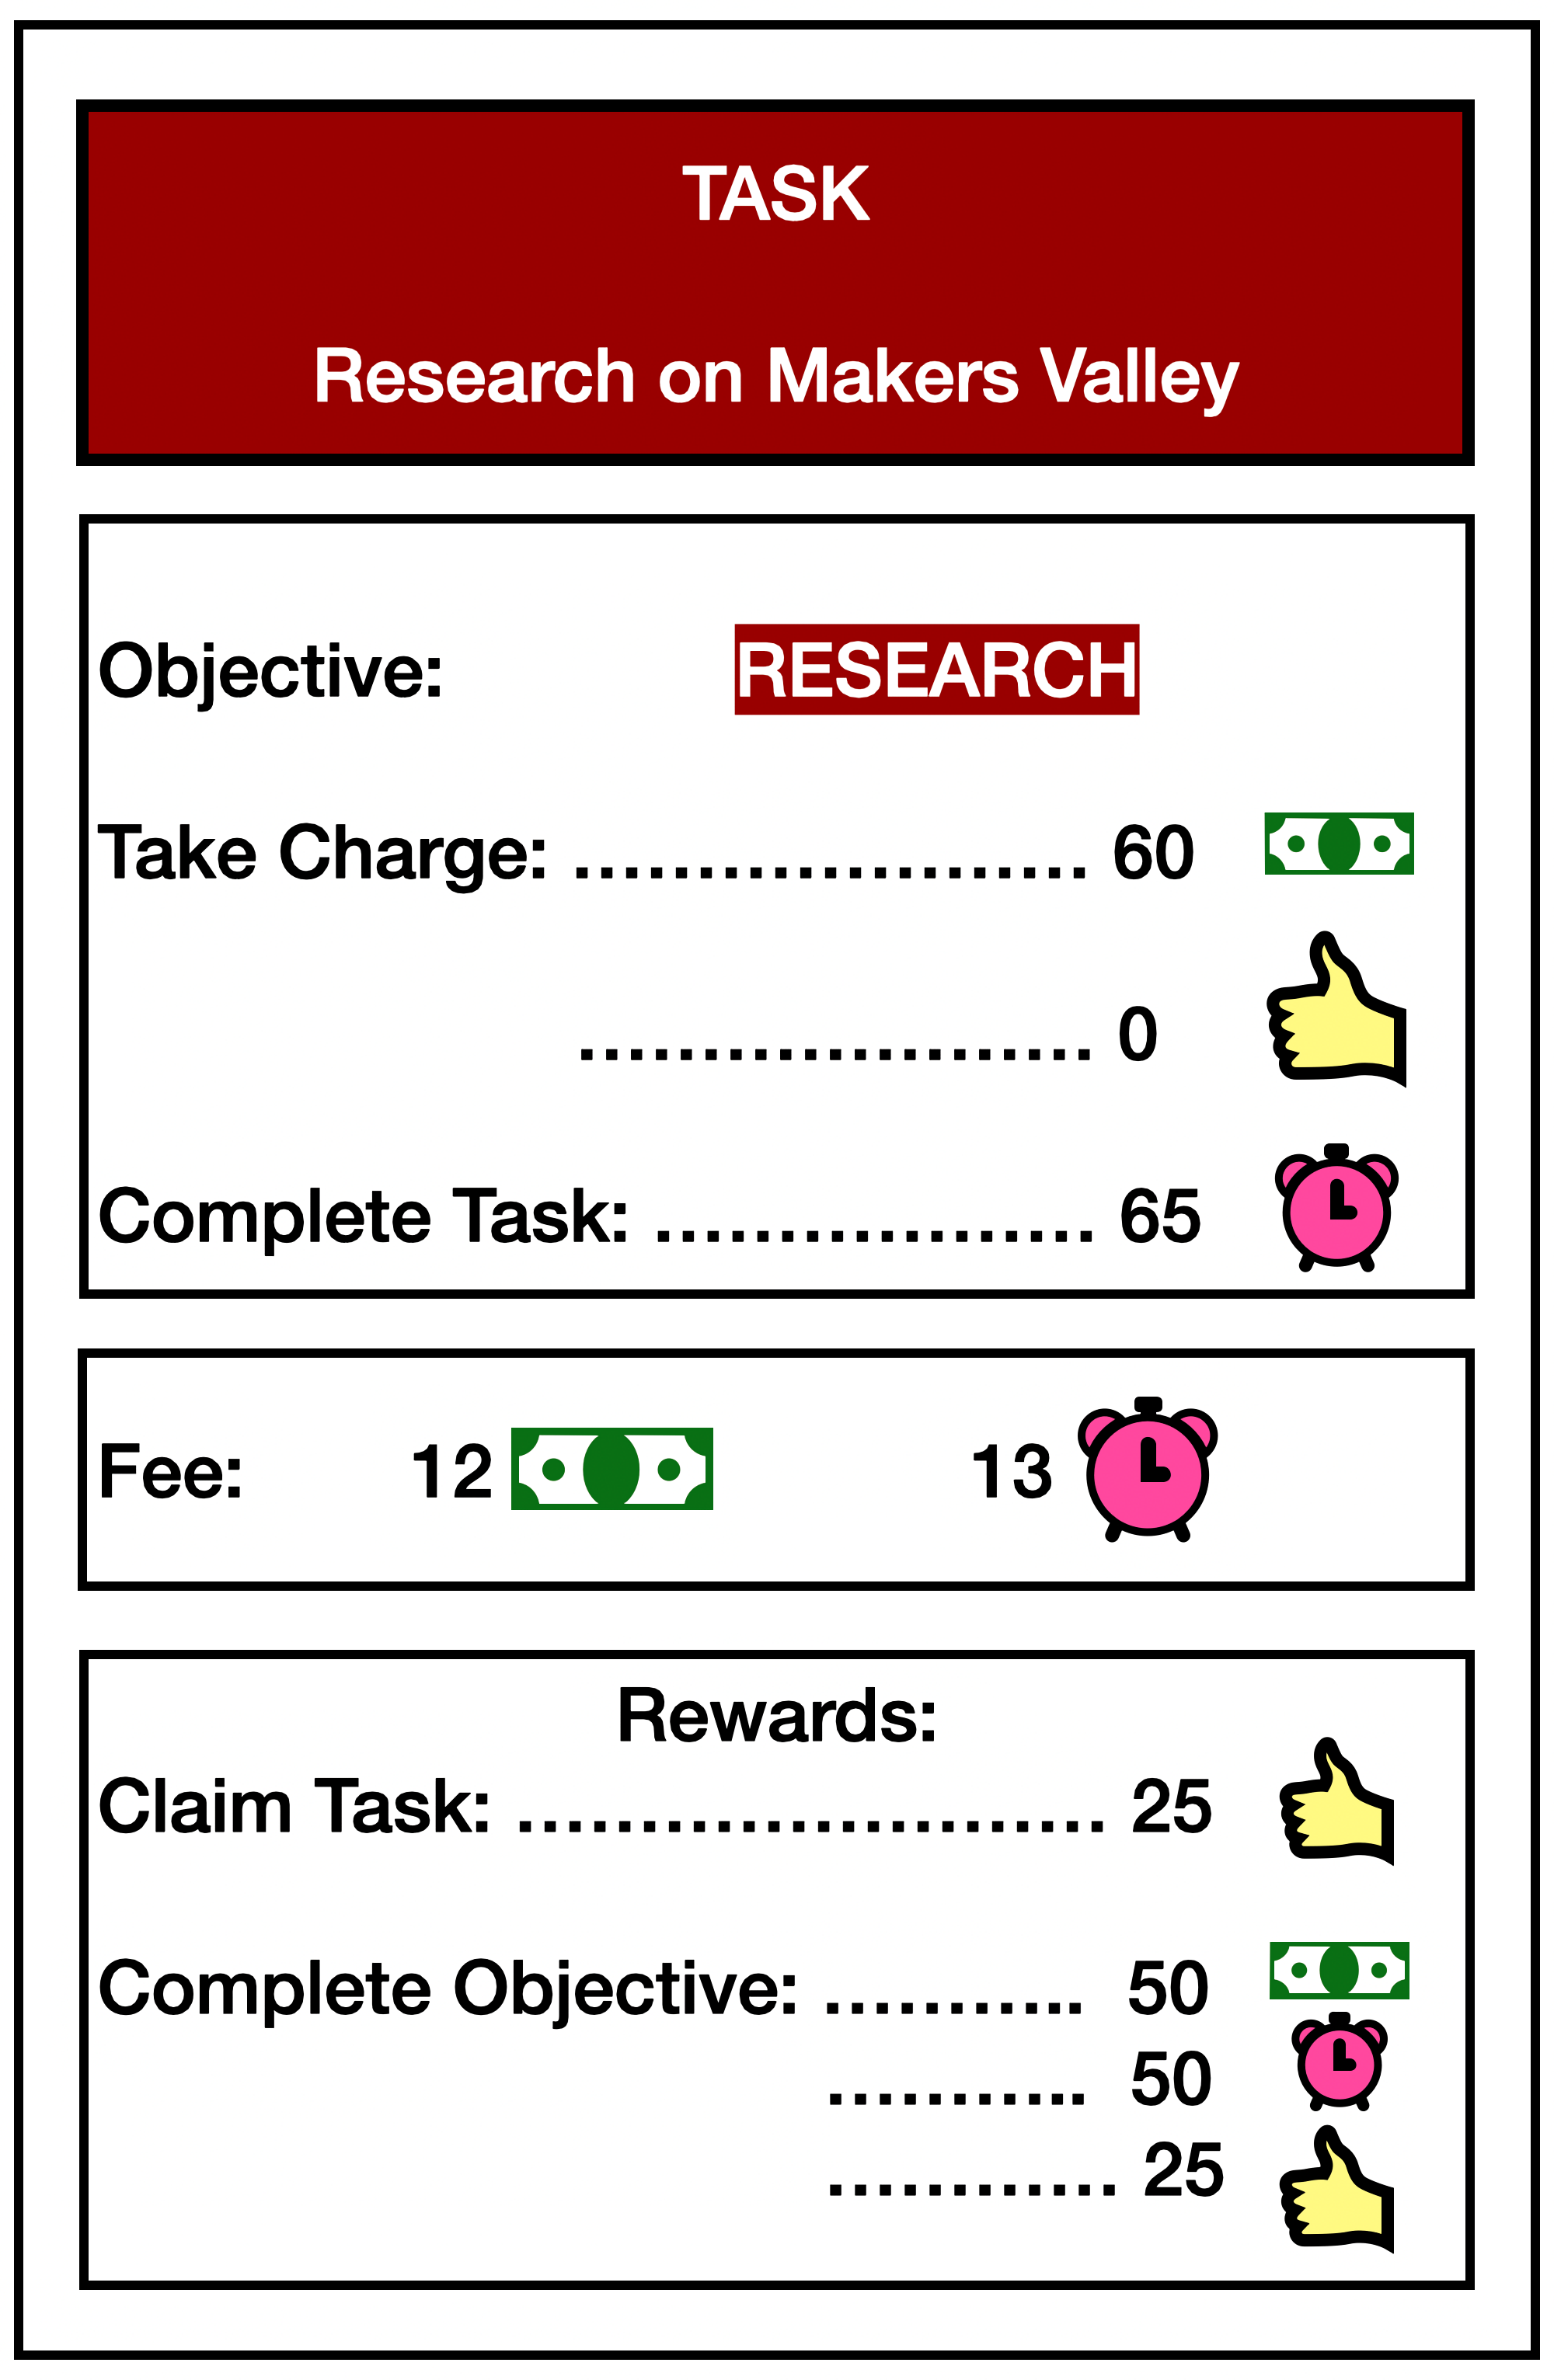 TASK
Research on Makers Valley
Objective: RESEARCH
Take Charge: ..................... 60
..................... 0
Complete Task: .................. 65
Fee: 12 13
Rewards:
Claim Task: ........................ 25
Complete Objective: ........... 50
........... 50
............ 25